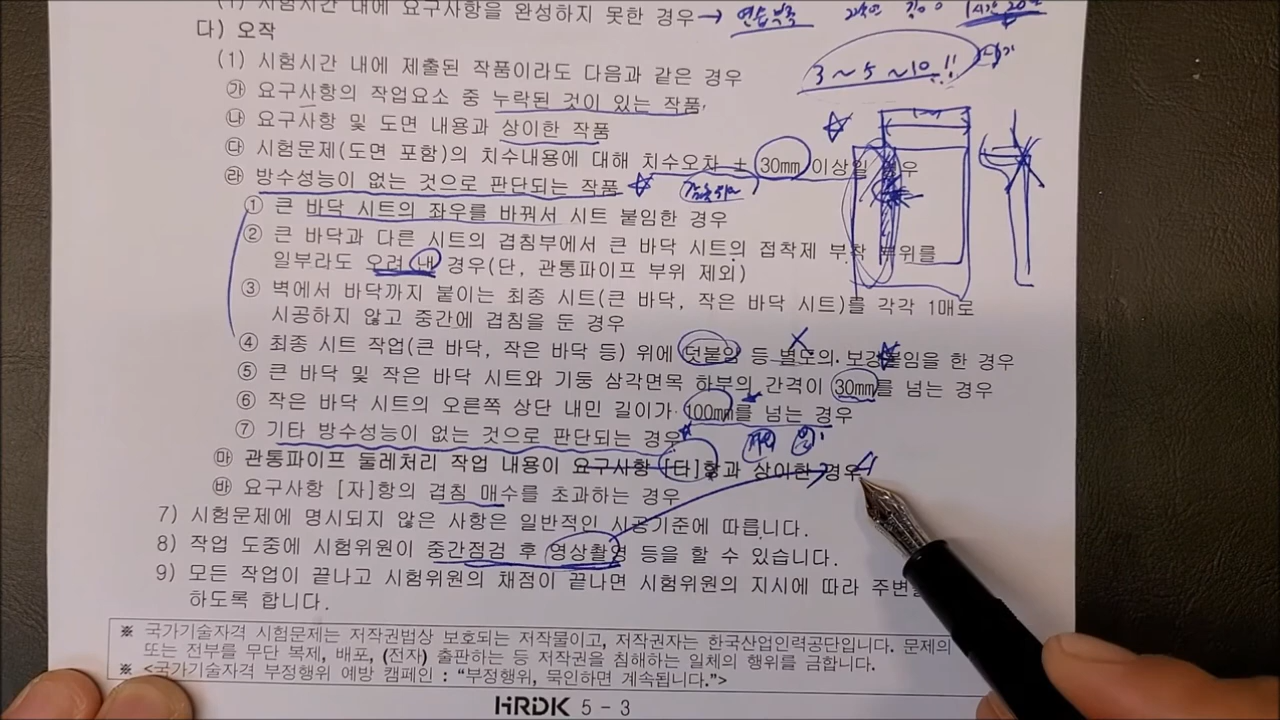 (1) 시험시간 내에 요구사항을 완성하지 못한 경우 → 연습부족
다) 오작
(1) 시험시간 내에 제출된 작품이라도 다음과 같은 경우
3~5~10!!
㉮ 요구사항의 작업요소 중 누락된 것이 있는 작품
㉯ 요구사항 및 도면 내용과 상이한 작품
㉰ 시험문제(도면 포함)의 치수내용에 대해 치수오차 ± 30mm 이상일 경우
㉱ 방수성능이 없는 것으로 판단되는 작품
① 큰 바닥 시트의 좌우를 바꿔서 시트 붙임한 경우
② 큰 바닥과 다른 시트의 겹침부에서 큰 바닥 시트의 접착제 부착 부위를
일부라도 오려 낸 경우(단, 관통파이프 부위 제외)
③ 벽에서 바닥까지 붙이는 최종 시트(큰 바닥, 작은 바닥 시트)를 각각 1매로
시공하지 않고 중간에 겹침을 둔 경우
④ 최종 시트 작업(큰 바닥, 작은 바닥 등) 위에 덧붙임 등 별도의 보강붙임을 한 경우
⑤ 큰 바닥 및 작은 바닥 시트와 기둥 삼각면목 하부의 간격이 30mm를 넘는 경우
⑥ 작은 바닥 시트의 오른쪽 상단 내민 길이가 100mm를 넘는 경우
⑦ 기타 방수성능이 없는 것으로 판단되는 경우
㉲ 관통파이프 둘레처리 작업 내용이 요구사항 [타]항과 상이한 경우
㉳ 요구사항 [자]항의 겹침 매수를 초과하는 경우
7) 시험문제에 명시되지 않은 사항은 일반적인 시공기준에 따릅니다.
8) 작업 도중에 시험위원이 중간점검 후 영상촬영 등을 할 수 있습니다.
9) 모든 작업이 끝나고 시험위원의 채점이 끝나면 시험위원의 지시에 따라 주변을
하도록 합니다.
※ 국가기술자격 시험문제는 저작권법상 보호되는 저작물이고, 저작권자는 한국산업인력공단입니다. 문제의
또는 전부를 무단 복제, 배포, (전자) 출판하는 등 저작권을 침해하는 일체의 행위를 금합니다.
※ <국가기술자격 부정행위 예방 캠페인 : "부정행위, 묵인하면 계속됩니다.">
HRDK 5 - 3